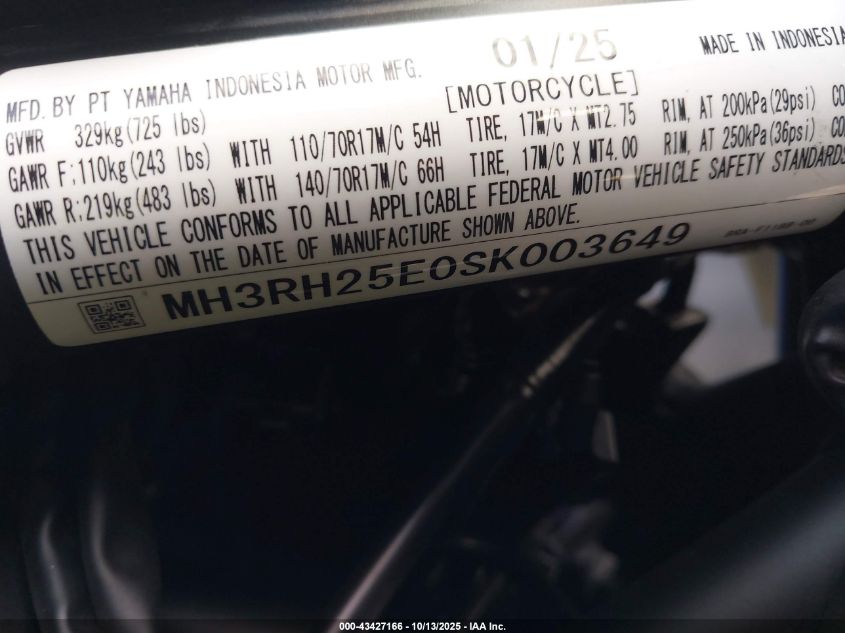 MFD. BY PT YAMAHA INDONESIA MOTOR MFG. 01/25 MADE IN INDONESIA
[MOTORCYCLE]
GVWR 329kg(725 lbs)
GAWR F:110kg(243 lbs) WITH 110/70R17M/C 54H TIRE, 17M/C X MT2.75 RIM, AT 200kPa(29psi) CO
GAWR R:219kg(483 lbs) WITH 140/70R17M/C 66H TIRE, 17M/C X MT4.00 RIM, AT 250kPa(36psi) CO
THIS VEHICLE CONFORMS TO ALL APPLICABLE FEDERAL MOTOR VEHICLE SAFETY STANDARDS
IN EFFECT ON THE DATE OF MANUFACTURE SHOWN ABOVE.
MH3RH25E0SK003649
000-43427166 - 10/13/2025 - IAA Inc.